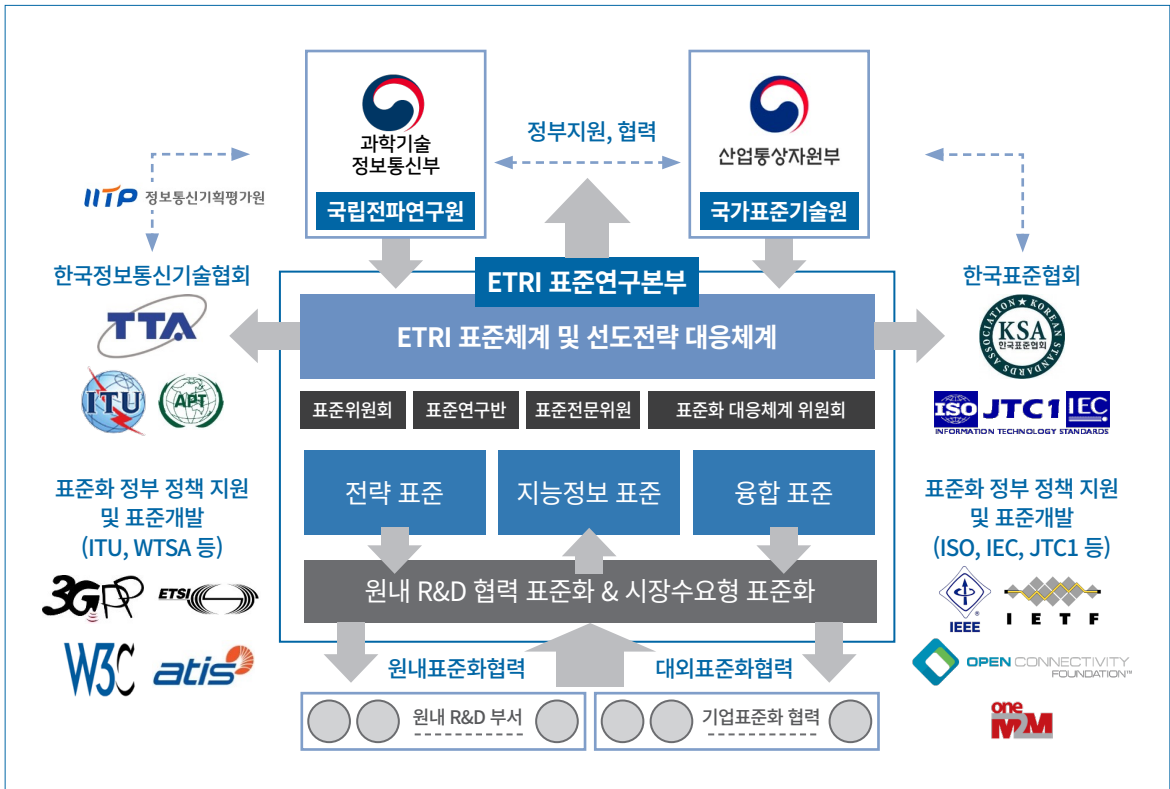 과학기술
정보통신부
국립전파연구원
정부지원, 협력
산업통상자원부
국가표준기술원
IITP 정보통신기획평가원
한국정보통신기술협회
TTA
ITU
APT
표준화 정부 정책 지원
및 표준개발
(ITU, WTSA 등)
3GPP
ETSI
W3C
atis
ETRI 표준연구본부
ETRI 표준체계 및 선도전략 대응체계
표준위원회
표준연구반
표준전문위원
표준화 대응체계 위원회
전략 표준
지능정보 표준
융합 표준
원내 R&D 협력 표준화 & 시장수요형 표준화
원내표준화협력
대외표준화협력
원내 R&D 부서
기업표준화 협력
한국표준협회
KOREAN STANDARDS ASSOCIATION
KSA
한국표준협회
ISO JTC1 IEC
INFORMATION TECHNOLOGY STANDARDS
표준화 정부 정책 지원
및 표준개발
(ISO, IEC, JTC1 등)
IEEE
IETF
OPEN CONNECTIVITY
FOUNDATION™
one
M2M